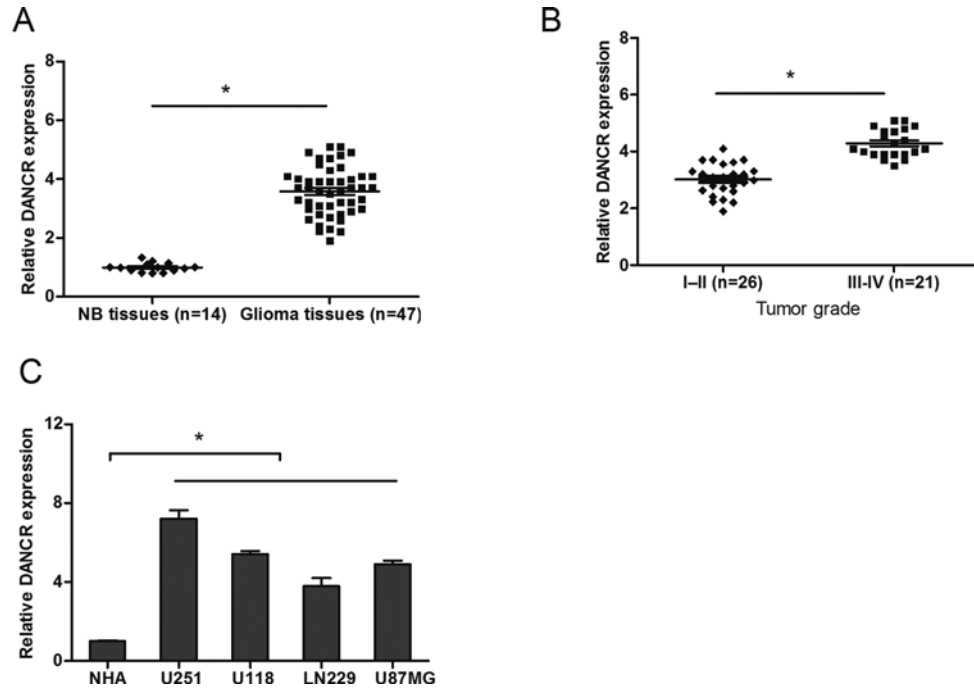 A
Relative DANCR expression
8
6
4
2
0
*
NB tissues (n=14) Glioma tissues (n=47)
B
Relative DANCR expression
8
6
4
2
0
*
I–II (n=26) III-IV (n=21)
Tumor grade
C
Relative DANCR expression
12
8
4
0
*
NHA U251 U118 LN229 U87MG